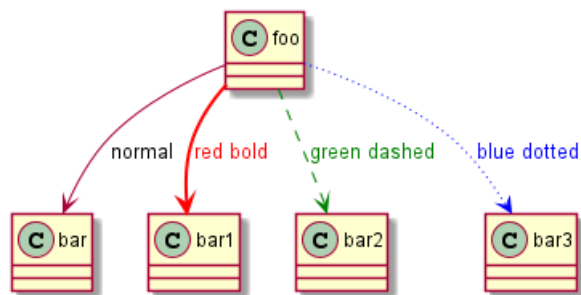 C foo
normal
red bold
green dashed
blue dotted
C bar
C bar1
C bar2
C bar3